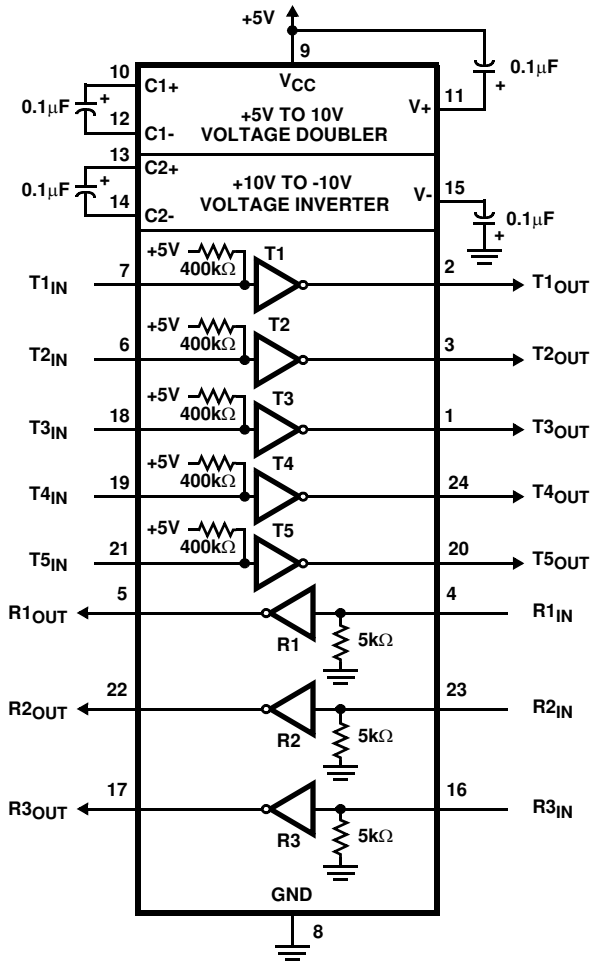 +5V
9
10
C1+
VCC
0.1μF
+
0.1μF
+
11
V+
+5V TO 10V
VOLTAGE DOUBLER
12
C1-
13
C2+
0.1μF
+
+10V TO -10V
VOLTAGE INVERTER
V-
15
14
C2-
0.1μF
+
+5V
400kΩ
T1
T1IN
7
2
T1OUT
+5V
400kΩ
T2
T2IN
6
3
T2OUT
+5V
400kΩ
T3
T3IN
18
1
T3OUT
+5V
400kΩ
T4
T4IN
19
24
T4OUT
+5V
400kΩ
T5
T5IN
21
20
T5OUT
R1OUT
5
4
R1IN
R1
5kΩ
R2OUT
22
23
R2IN
R2
5kΩ
R3OUT
17
16
R3IN
R3
5kΩ
GND
8